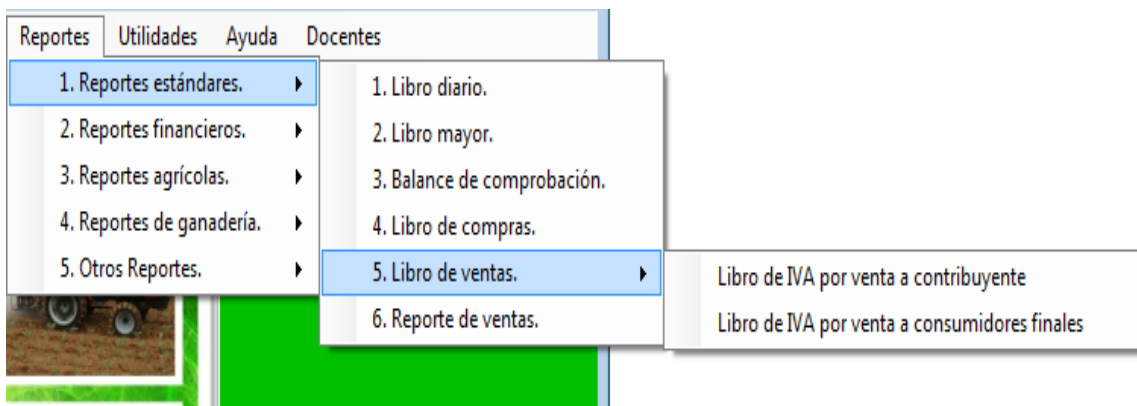 Reportes Utilidades Ayuda Docentes
1. Reportes estándares.
2. Reportes financieros.
3. Reportes agrícolas.
4. Reportes de ganadería.
5. Otros Reportes.
1. Libro diario.
2. Libro mayor.
3. Balance de comprobación.
4. Libro de compras.
5. Libro de ventas.
6. Reporte de ventas.
Libro de IVA por venta a contribuyente
Libro de IVA por venta a consumidores finales